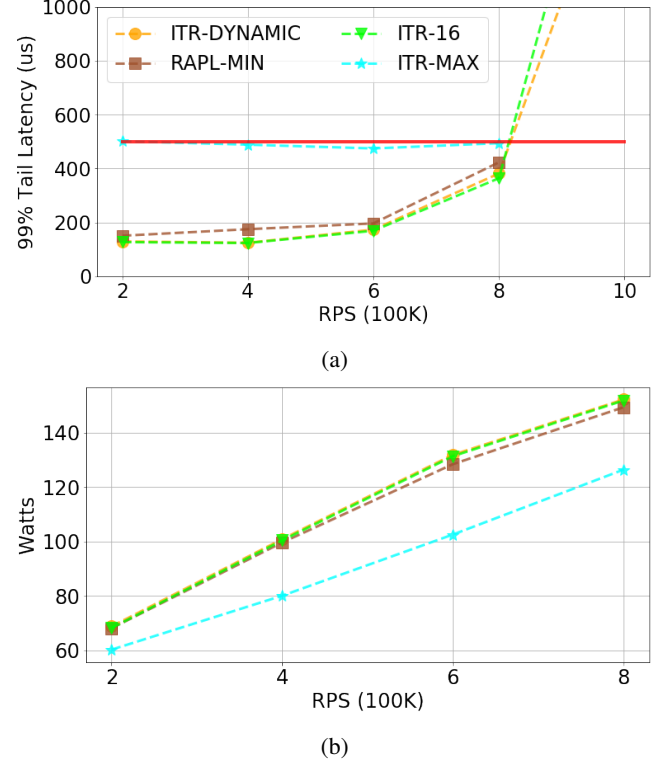 1000
800
600
400
200
0
99% Tail Latency (us)
ITR-DYNAMIC
RAPL-MIN
ITR-16
ITR-MAX
2 4 6 8 10
RPS (100K)
(a)
140
120
100
80
60
Watts
2 4 6 8
RPS (100K)
(b)